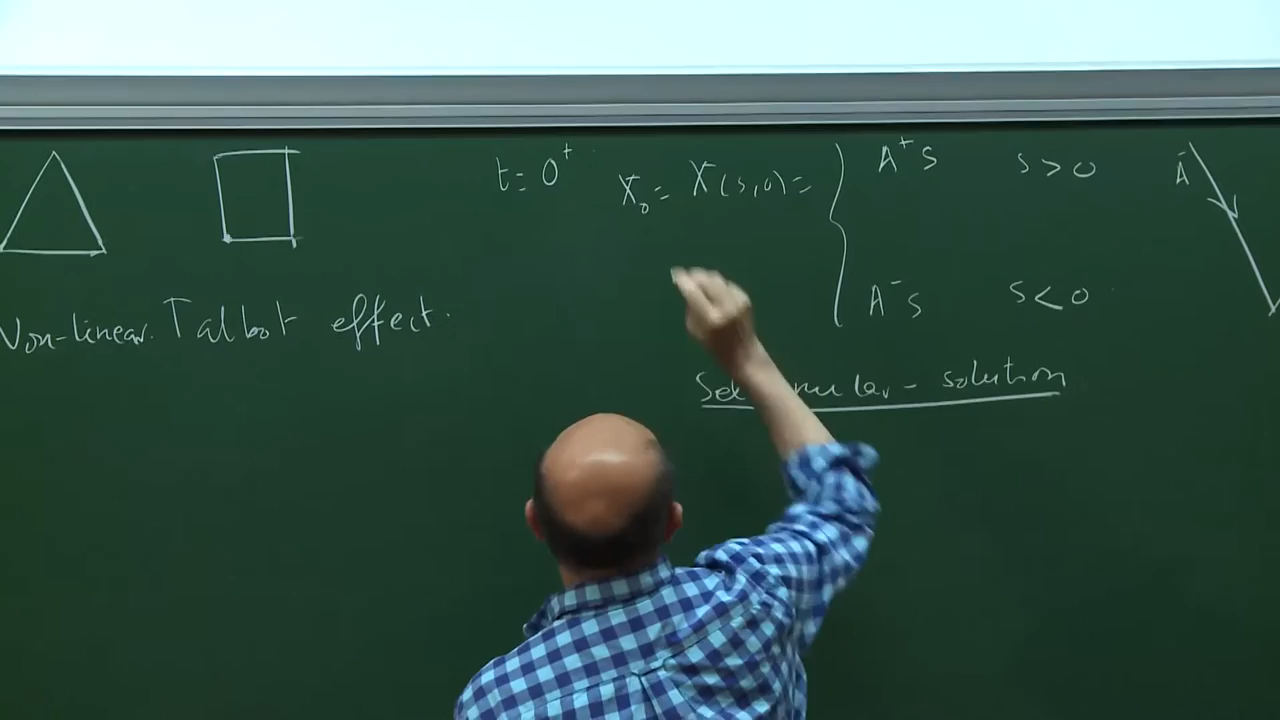 t = 0⁺ X₀ = X(s,0) = { A⁺s s > 0
A⁻s s < 0
A⁻
Non-linear Talbot effect.
solution